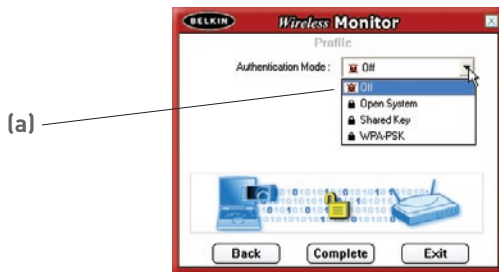 BELKIN Wireless Monitor
Profile
Authentication Mode : Off
Off
(a)
Open System
Shared Key
WPA-PSK
Back Complete Exit